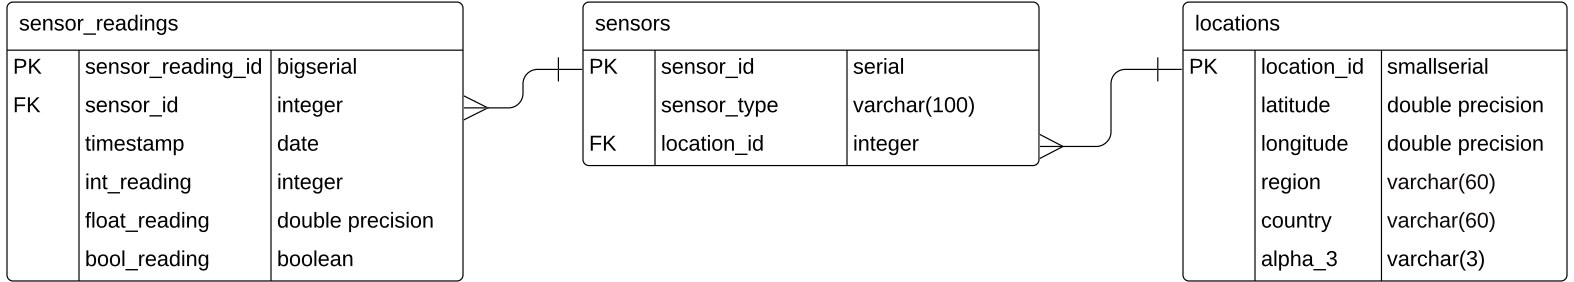 sensor_readings
PK sensor_reading_id bigserial
FK sensor_id integer
timestamp date
int_reading integer
float_reading double precision
bool_reading boolean
sensors
PK sensor_id serial
sensor_type varchar(100)
FK location_id integer
locations
PK location_id smallserial
latitude double precision
longitude double precision
region varchar(60)
country varchar(60)
alpha_3 varchar(3)